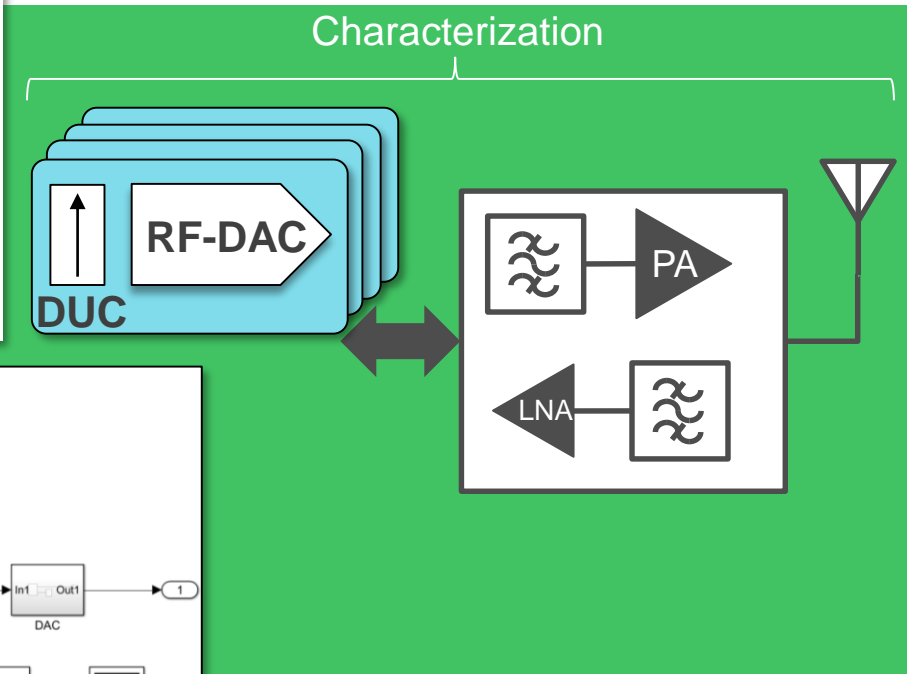 Characterization
RF-DAC
DUC
PA
LNA
In1 Out1
1
DAC